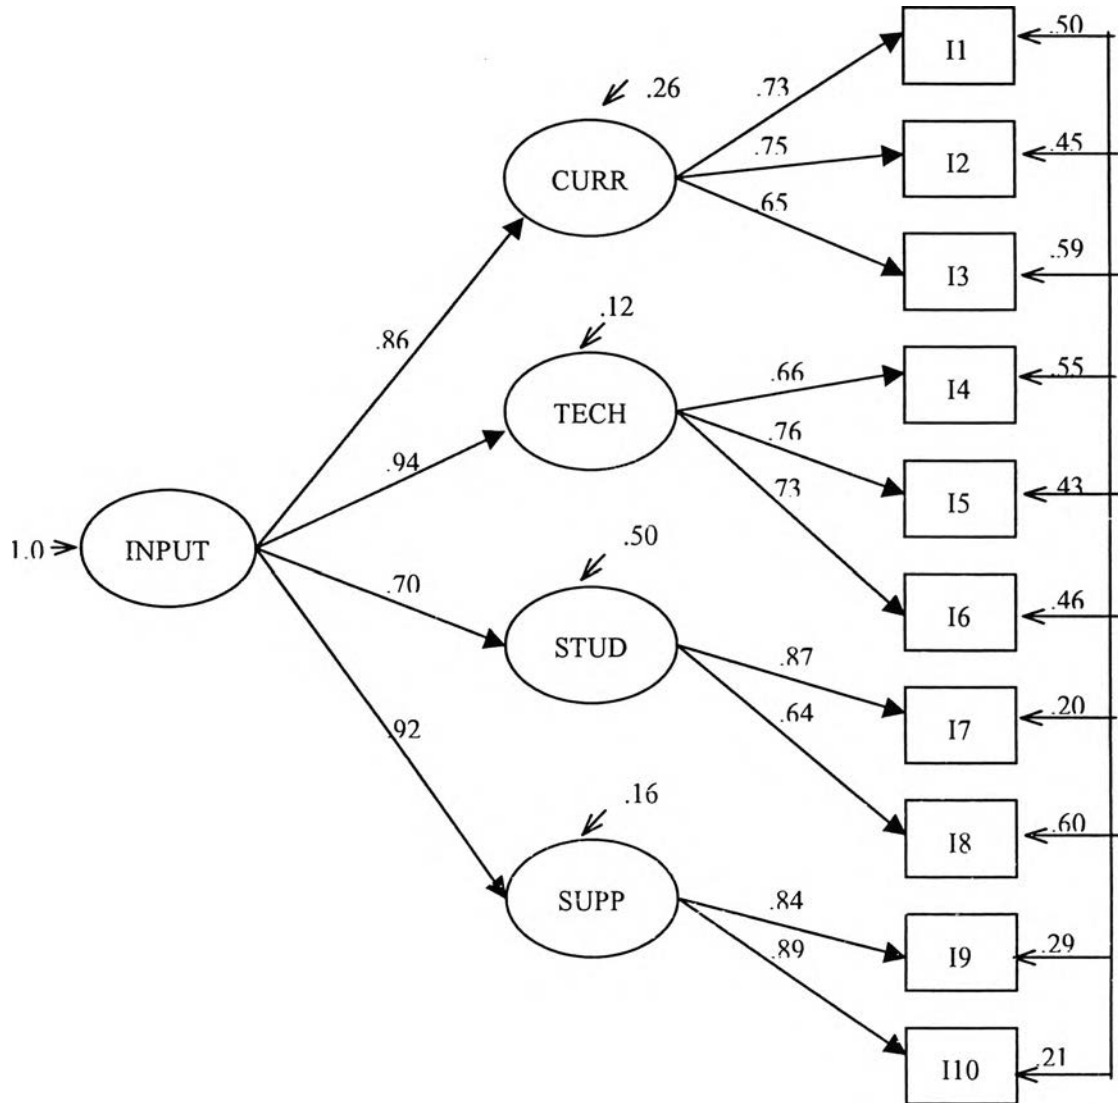 .50
I1
.73
.26
CURR
.75
I2
.45
.65
I3
.59
.86
.12
TECH
.66
I4
.55
.94
.76
I5
.43
.73
I6
.46
1.0
INPUT
.50
.70
STUD
.87
I7
.20
.64
I8
.60
.92
.16
SUPP
.84
I9
.29
.89
I10
.21